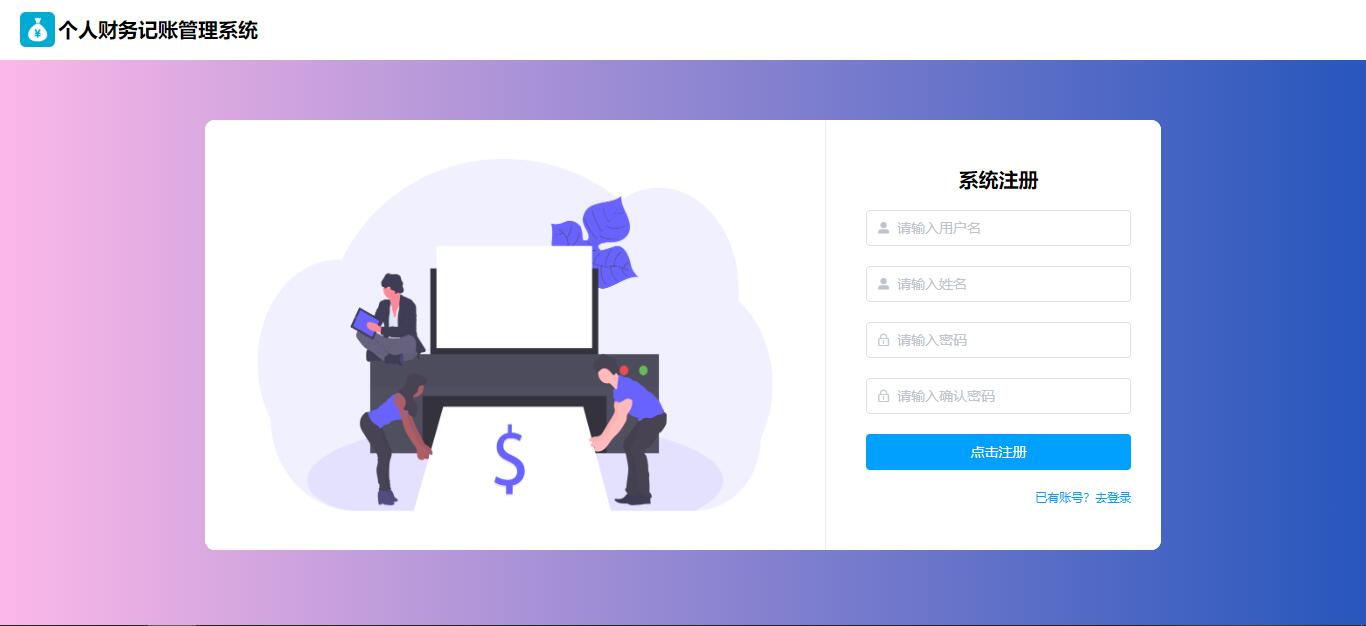 个人财务记账管理系统
系统注册
请输入用户名
请输入姓名
请输入密码
请输入确认密码
点击注册
已有账号？去登录